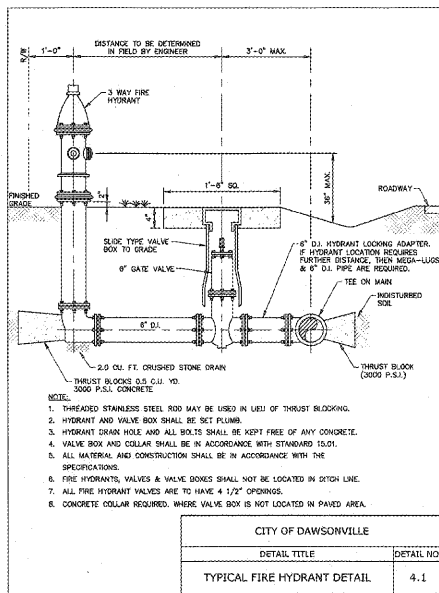 R/W
1'-0"
DISTANCE TO BE DETERMINED
IN FIELD BY ENGINEER
3'-0" MAX.
3 WAY FIRE
HYDRANT
FINISHED
GRADE
2"
1'-6" SQ.
4"
36" MAX.
ROADWAY
SLIDE TYPE VALVE
BOX TO GRADE
6" GATE VALVE
6" D.I. HYDRANT LOCKING ADAPTER.
IF HYDRANT LOCATION REQUIRES
FURTHER DISTANCE, THEN MEGA-LUGS
& 6" D.I. PIPE ARE REQUIRED.
TEE ON MAIN
INDISTURBED
SOIL
6" D.I.
THRUST BLOCK
(3000 P.S.I.)
2.0 CU. FT. CRUSHED STONE DRAIN
THRUST BLOCKS 0.5 C.U. YD.
3000 P.S.I. CONCRETE
NOTE:
1. THREADED STAINLESS STEEL ROD MAY BE USED IN LIEU OF THRUST BLOCKING.
2. HYDRANT AND VALVE BOX SHALL BE SET PLUMB.
3. HYDRANT DRAIN HOLE AND ALL BOLTS SHALL BE KEPT FREE OF ANY CONCRETE.
4. VALVE BOX AND COLLAR SHALL BE IN ACCORDANCE WITH STANDARD 15.01.
5. ALL MATERIAL AND CONSTRUCTION SHALL BE IN ACCORDANCE WITH THE
SPECIFICATIONS.
6. FIRE HYDRANTS, VALVES & VALVE BOXES SHALL NOT BE LOCATED IN DITCH LINE.
7. ALL FIRE HYDRANT VALVES ARE TO HAVE 4 1/2" OPENINGS.
8. CONCRETE COLLAR REQUIRED. WHERE VALVE BOX IS NOT LOCATED IN PAVED AREA.
CITY OF DAWSONVILLE
DETAIL TITLE
DETAIL NO
TYPICAL FIRE HYDRANT DETAIL
4.1